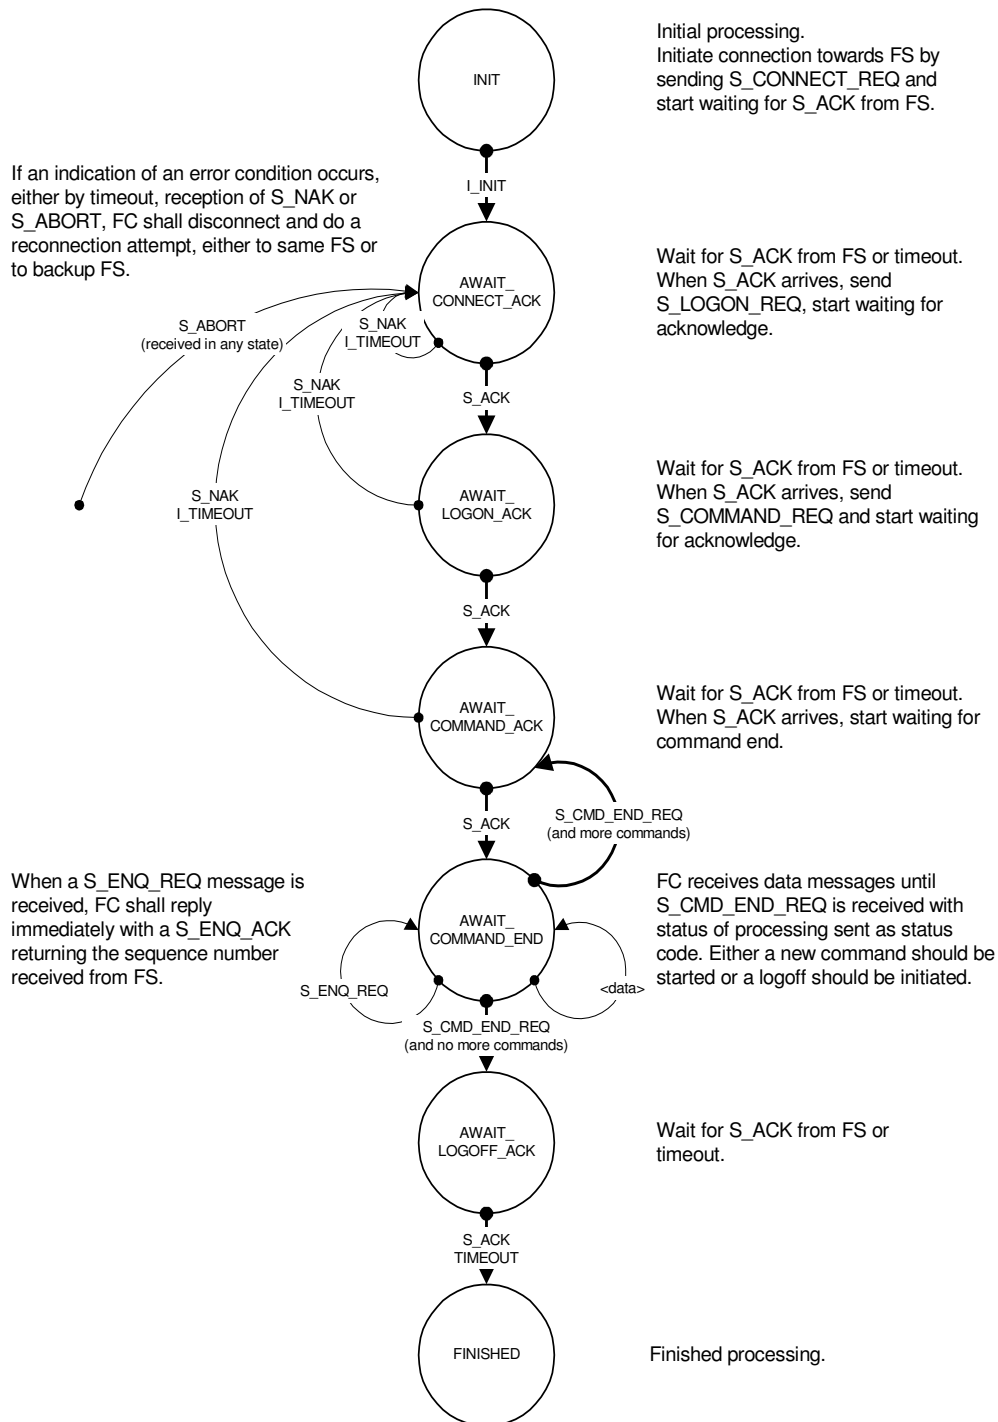 INIT
Initial processing.
Initiate connection towards FS by
sending S_CONNECT_REQ and
start waiting for S_ACK from FS.
I_INIT
If an indication of an error condition occurs,
either by timeout, reception of S_NAK or
S_ABORT, FC shall disconnect and do a
reconnection attempt, either to same FS or
to backup FS.
AWAIT_
CONNECT_ACK
Wait for S_ACK from FS or timeout.
When S_ACK arrives, send
S_LOGON_REQ, start waiting for
acknowledge.
S_ABORT
(received in any state)
S_NAK
I_TIMEOUT
S_NAK
I_TIMEOUT
S_ACK
S_NAK
I_TIMEOUT
AWAIT_
LOGON_ACK
Wait for S_ACK from FS or timeout.
When S_ACK arrives, send
S_COMMAND_REQ and start waiting
for acknowledge.
S_ACK
AWAIT_
COMMAND_ACK
Wait for S_ACK from FS or timeout.
When S_ACK arrives, start waiting for
command end.
S_ACK
S_CMD_END_REQ
(and more commands)
When a S_ENQ_REQ message is
received, FC shall reply
immediately with a S_ENQ_ACK
returning the sequence number
received from FS.
AWAIT_
COMMAND_END
FC receives data messages until
S_CMD_END_REQ is received with
status of processing sent as status
code. Either a new command should be
started or a logoff should be initiated.
S_ENQ_REQ
<data>
S_CMD_END_REQ
(and no more commands)
AWAIT_
LOGOFF_ACK
Wait for S_ACK from FS or
timeout.
S_ACK
TIMEOUT
FINISHED
Finished processing.